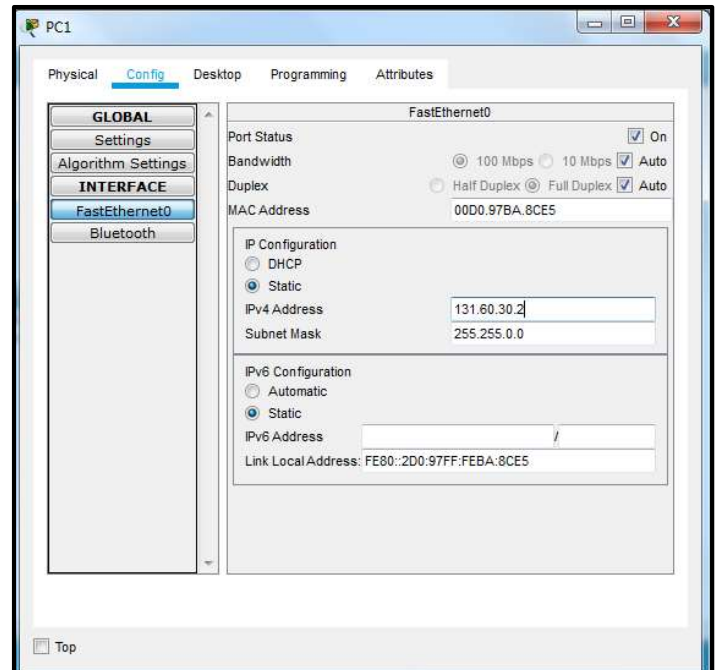 PC1
Physical Config Desktop Programming Attributes
GLOBAL
Settings
Algorithm Settings
INTERFACE
FastEthernet0
Bluetooth
FastEthernet0
Port Status On
Bandwidth 100 Mbps 10 Mbps Auto
Duplex Half Duplex Full Duplex Auto
MAC Address 00D0.97BA.8CE5
IP Configuration
DHCP
Static
IPv4 Address 131.60.30.2
Subnet Mask 255.255.0.0
IPv6 Configuration
Automatic
Static
IPv6 Address /
Link Local Address: FE80::2D0:97FF:FEBA:8CE5
Top